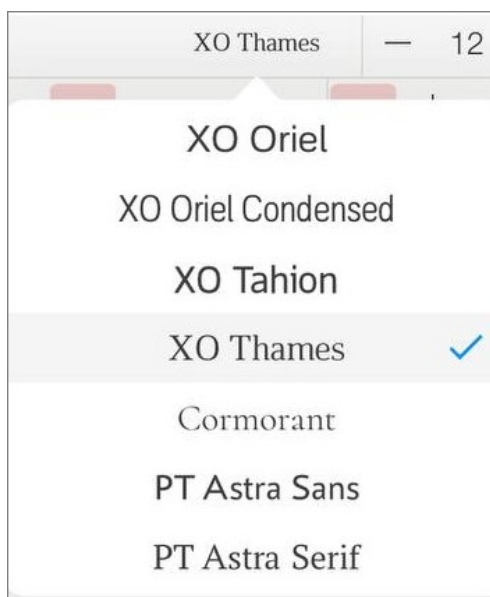 XO Thames — 12
XO Oriel
XO Oriel Condensed
XO Tahion
XO Thames
Cormorant
PT Astra Sans
PT Astra Serif